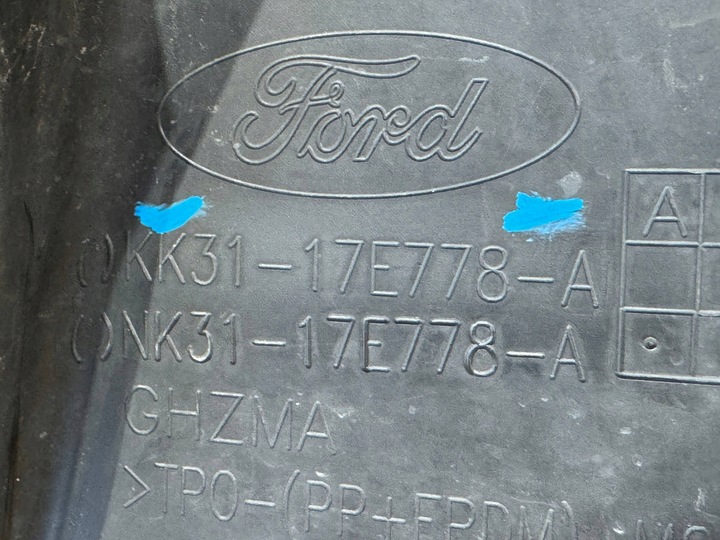 Ford
A
()KK31-17E778-A
()NK31-17E778-A
GHZMA
>TPO-(PP+EPDM)